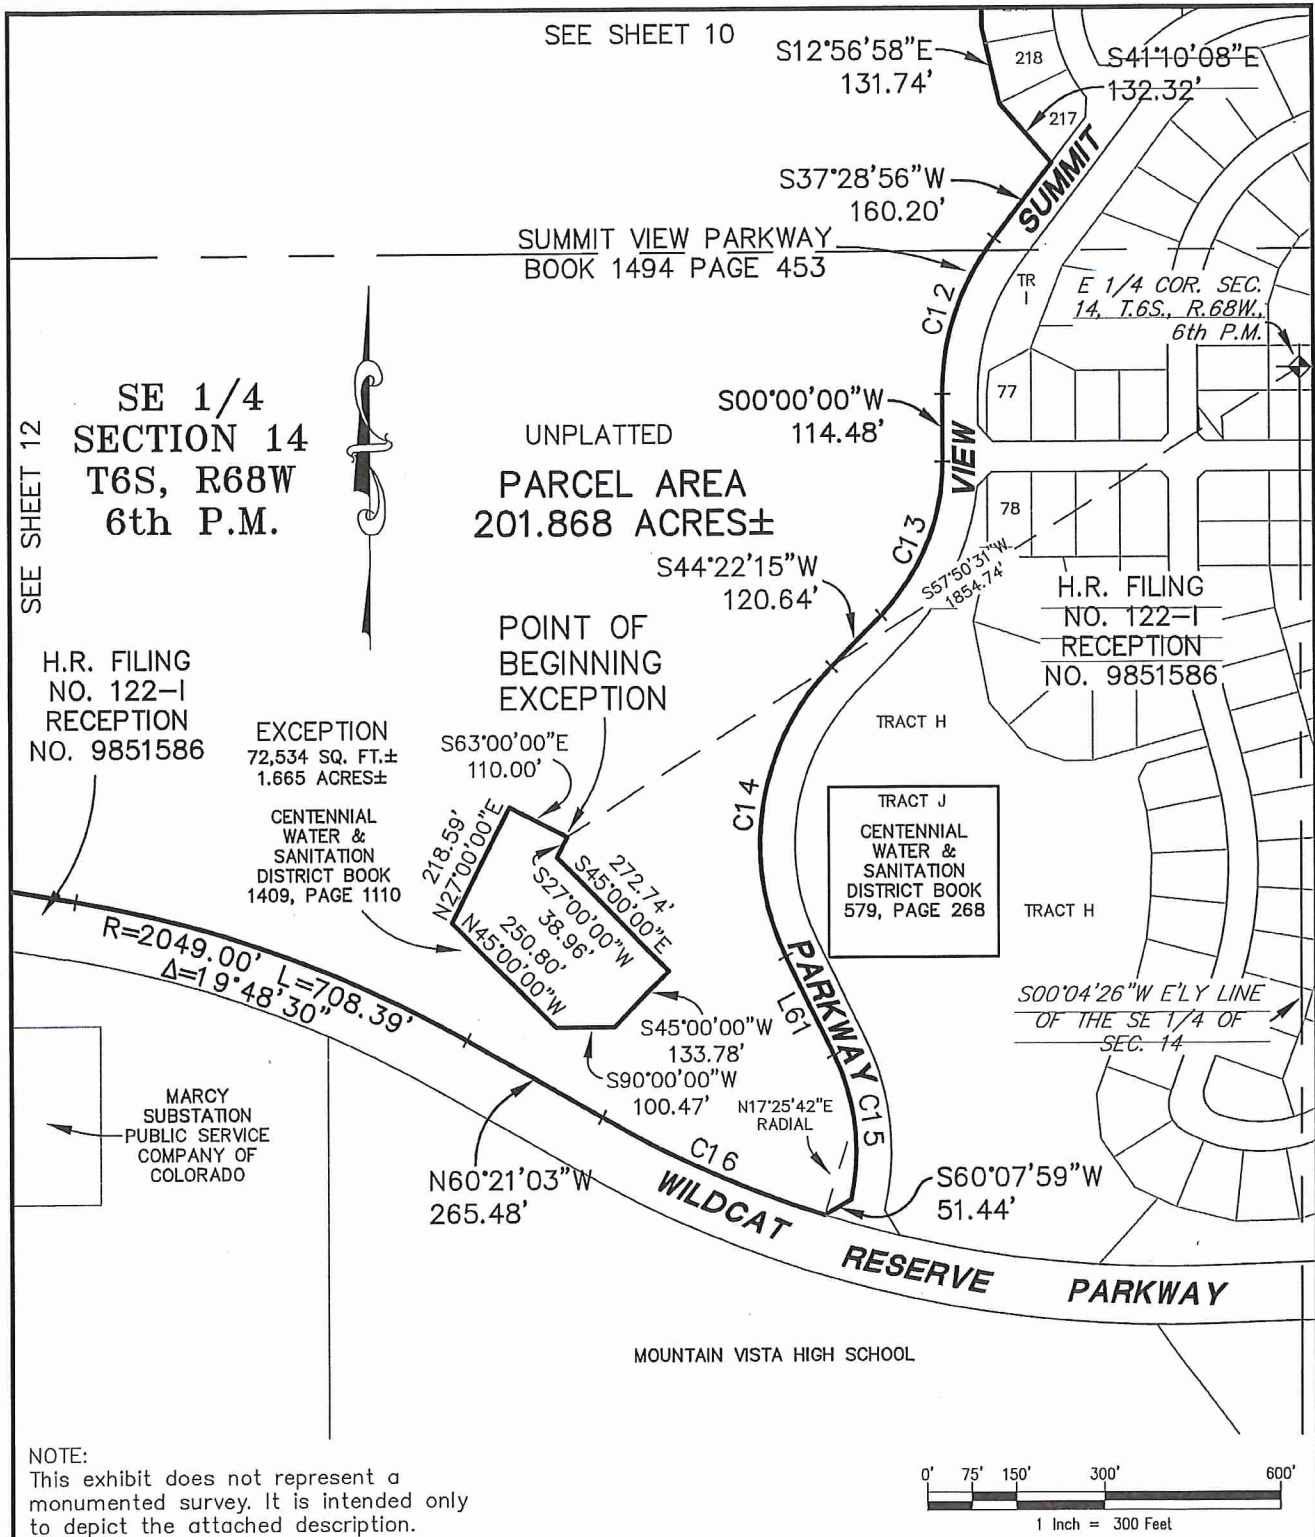 SEE SHEET 10
S12°56'58"E
131.74'
218
S41°10'08"E
132.32'
217
SUMMIT
S37°28'56"W
160.20'
SUMMIT VIEW PARKWAY
BOOK 1494 PAGE 453
C12
TR
I
E 1/4 COR. SEC.
14, T.6S., R.68W.,
6th P.M.
SEE SHEET 12
SE 1/4
SECTION 14
T6S, R68W
6th P.M.
UNPLATTED
PARCEL AREA
201.868 ACRES±
S00°00'00"W
114.48'
VIEW
77
78
C13
S44°22'15"W
120.64'
S57°50'31"W
1854.74'
H.R. FILING
NO. 122-I
RECEPTION
NO. 9851586
POINT OF
BEGINNING
EXCEPTION
H.R. FILING
NO. 122-I
RECEPTION
NO. 9851586
EXCEPTION
72,534 SQ. FT.±
1.665 ACRES±
S63°00'00"E
110.00'
TRACT H
C14
CENTENNIAL
WATER &
SANITATION
DISTRICT BOOK
1409, PAGE 1110
218.59'
N27°00'00"E
272.74'
S45°00'00"E
S27°00'00"W
38.96'
250.80'
N45°00'00"W
TRACT J
CENTENNIAL
WATER &
SANITATION
DISTRICT BOOK
579, PAGE 268
TRACT H
R=2049.00' L=708.39'
Δ=19°48'30"
PARKWAY
L61
S00°04'26"W E'LY LINE
OF THE SE 1/4 OF
SEC. 14
S45°00'00"W
133.78'
S90°00'00"W
100.47'
N17°25'42"E
RADIAL
C15
MARCY
SUBSTATION
PUBLIC SERVICE
COMPANY OF
COLORADO
N60°21'03"W
265.48'
C16
S60°07'59"W
51.44'
WILDCAT RESERVE PARKWAY
MOUNTAIN VISTA HIGH SCHOOL
NOTE:
This exhibit does not represent a
monumented survey. It is intended only
to depict the attached description.
0' 75' 150' 300' 600'
1 Inch = 300 Feet